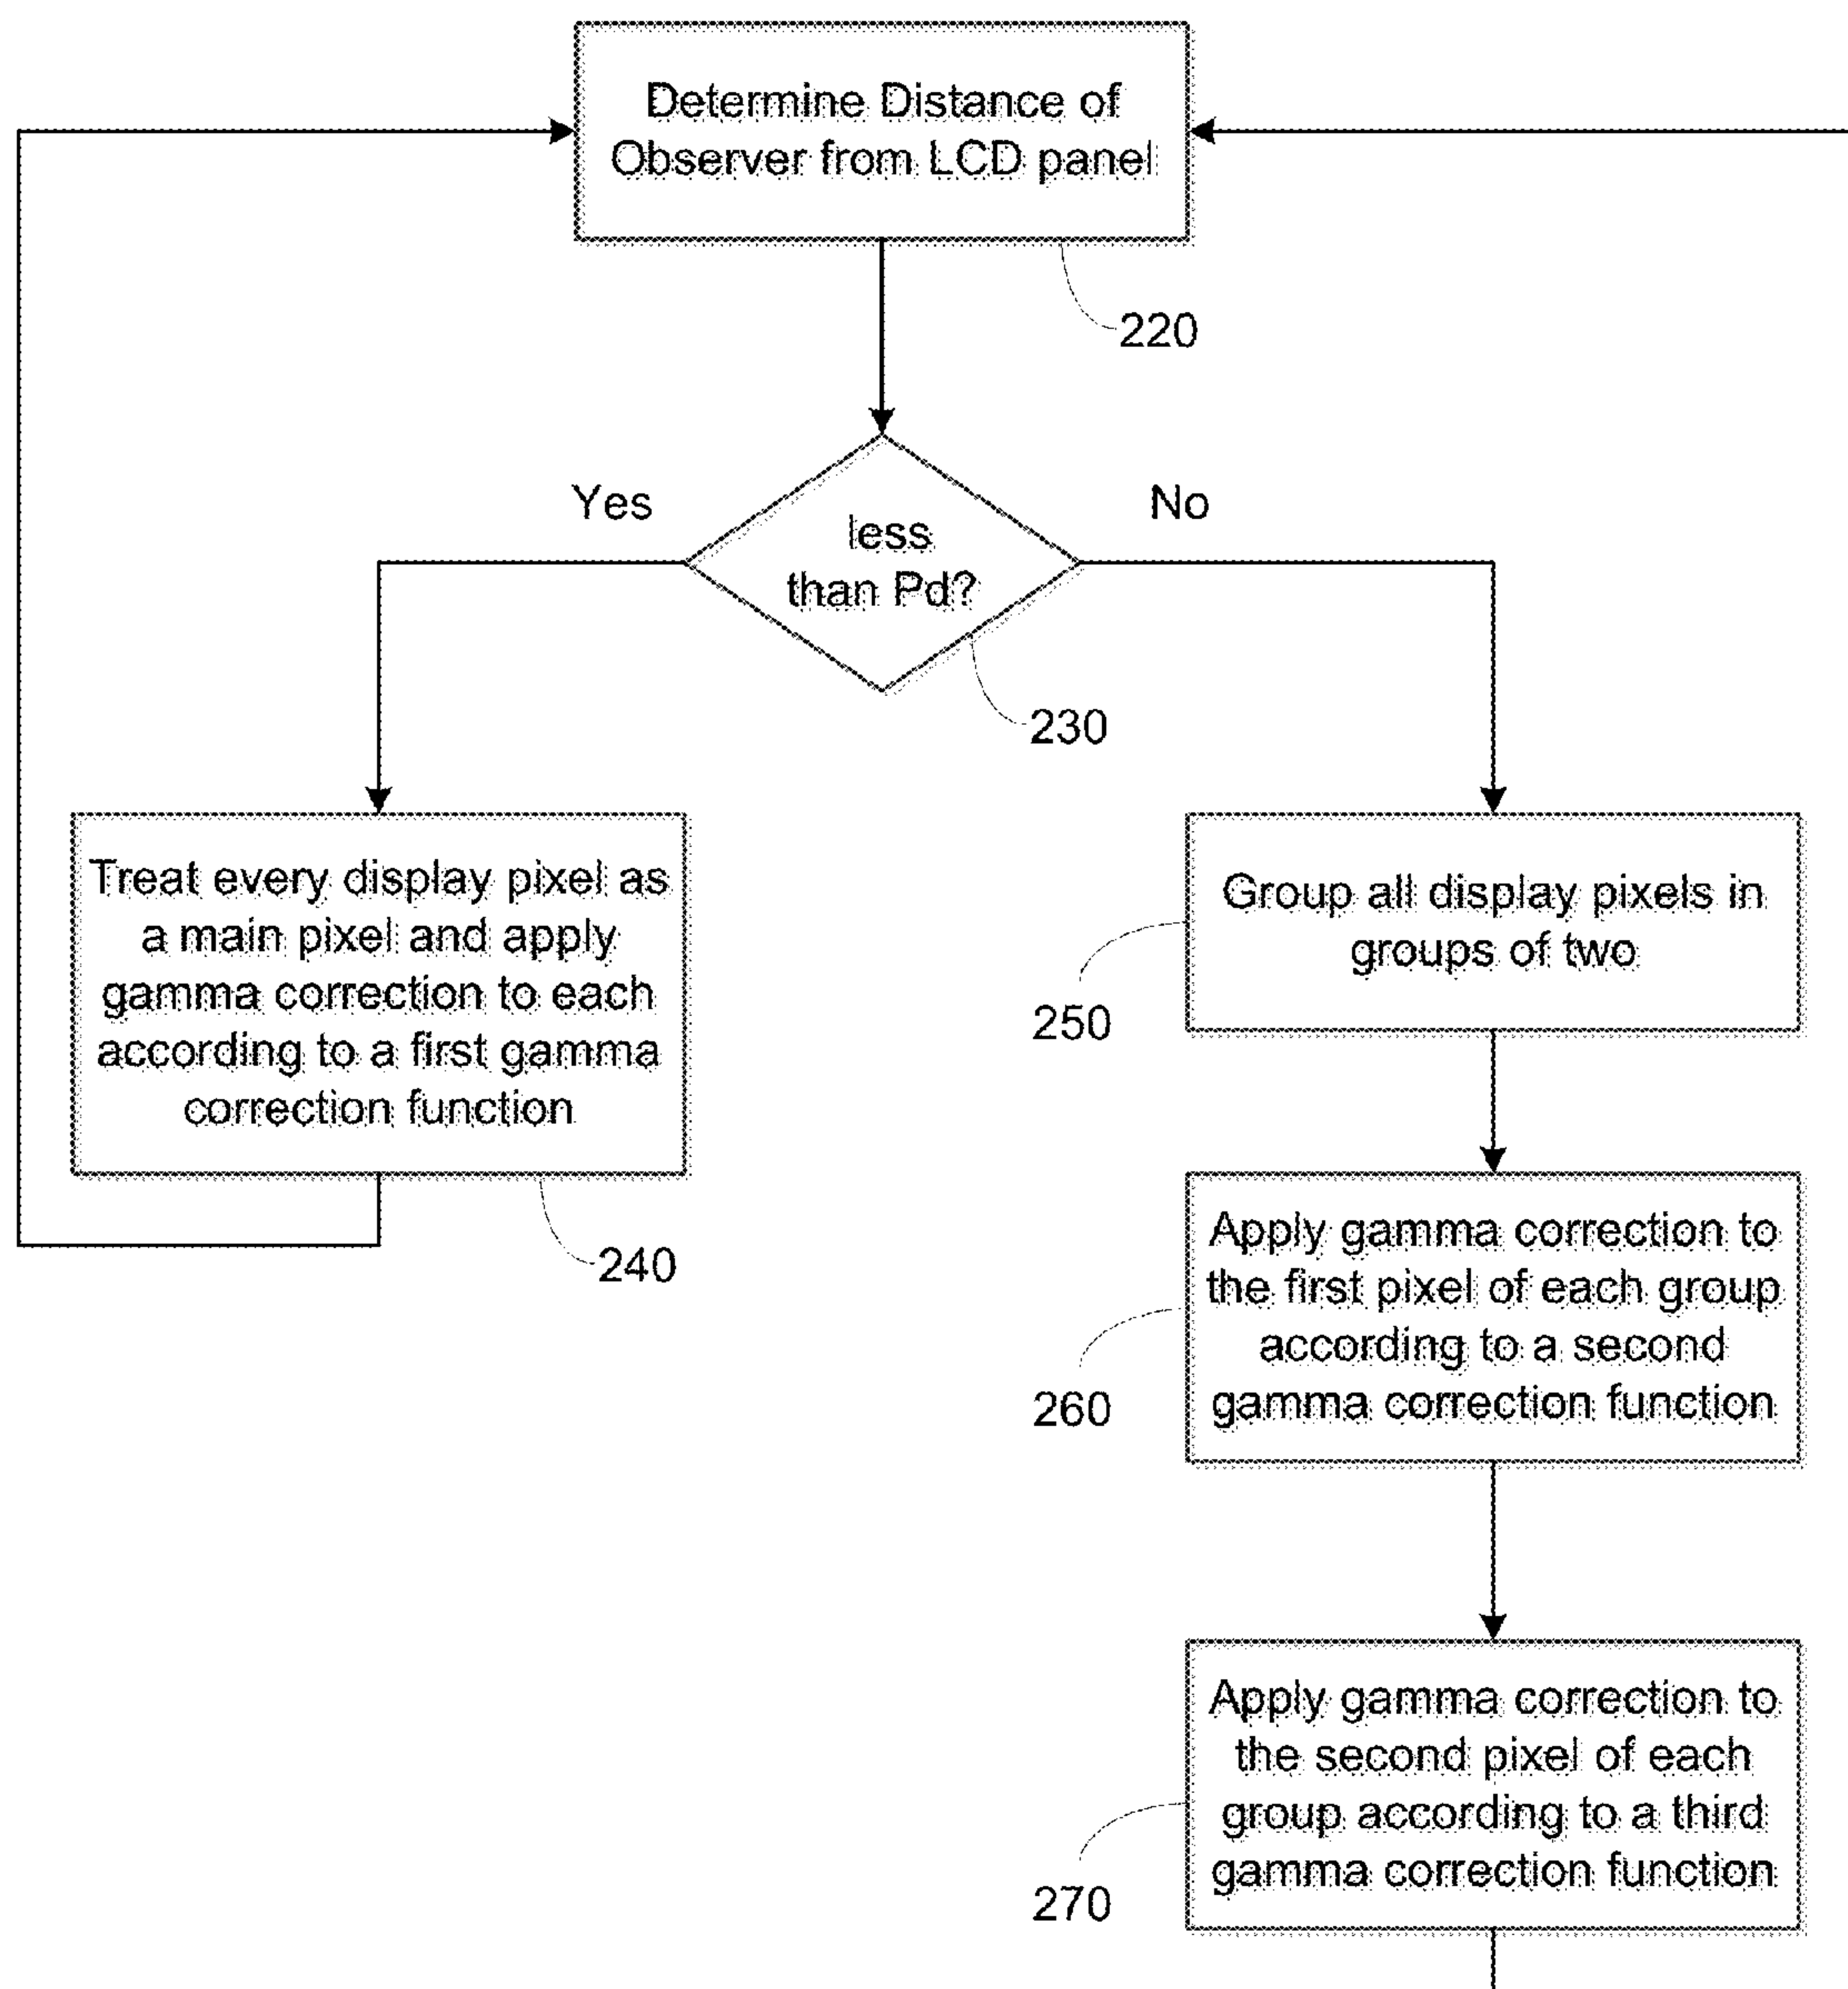 Determine Distance of
Observer from LCD panel
220
Yes
No
less
than Pd?
230
Treat every display pixel as
a main pixel and apply
gamma correction to each
according to a first gamma
correction function
240
Group all display pixels in
groups of two
250
Apply gamma correction to
the first pixel of each group
according to a second
gamma correction function
260
Apply gamma correction to
the second pixel of each
group according to a third
gamma correction function
270